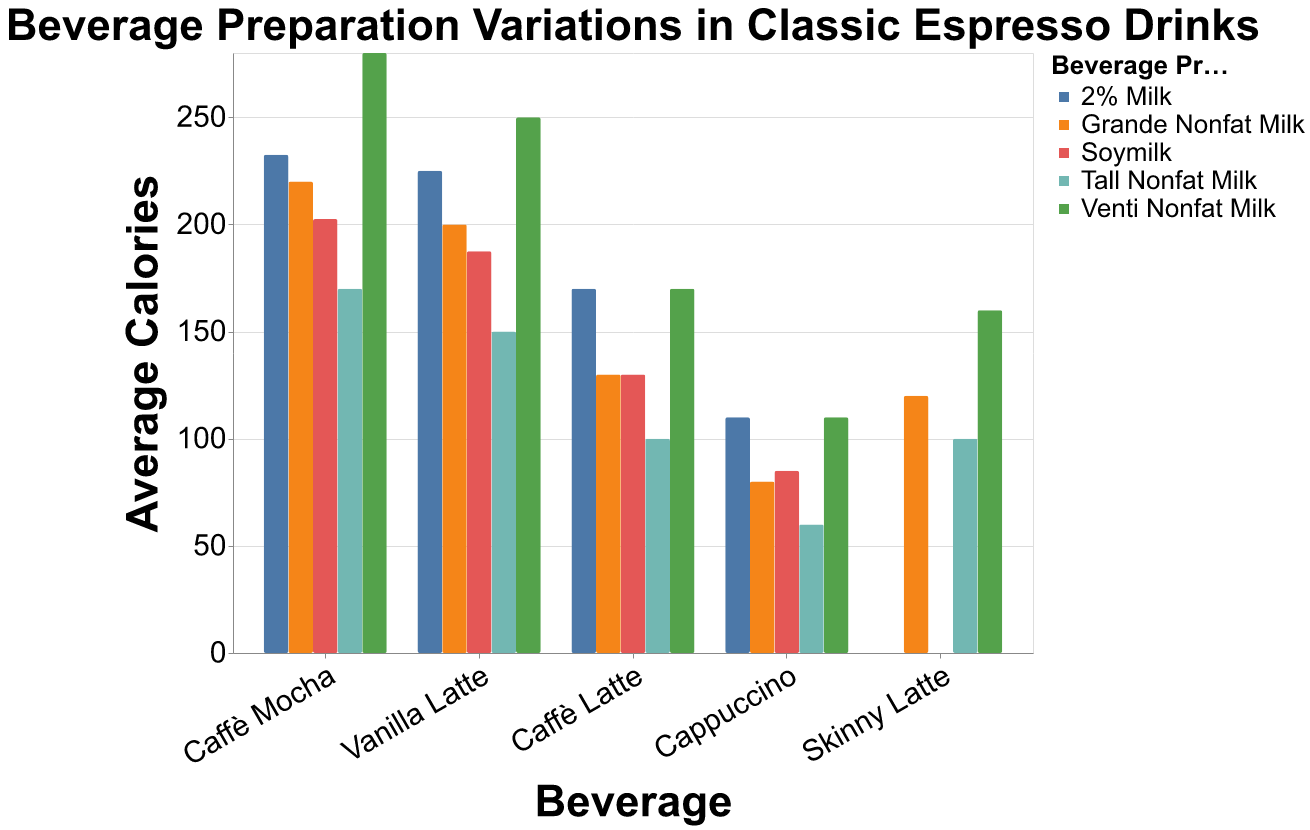 Beverage Preparation Variations in Classic Espresso Drinks
Beverage Pr…
2% Milk
Grande Nonfat Milk
Soymilk
Tall Nonfat Milk
Venti Nonfat Milk
Average Calories
250
200
150
100
50
0
Caffè Mocha
Vanilla Latte
Caffè Latte
Cappuccino
Skinny Latte
Beverage